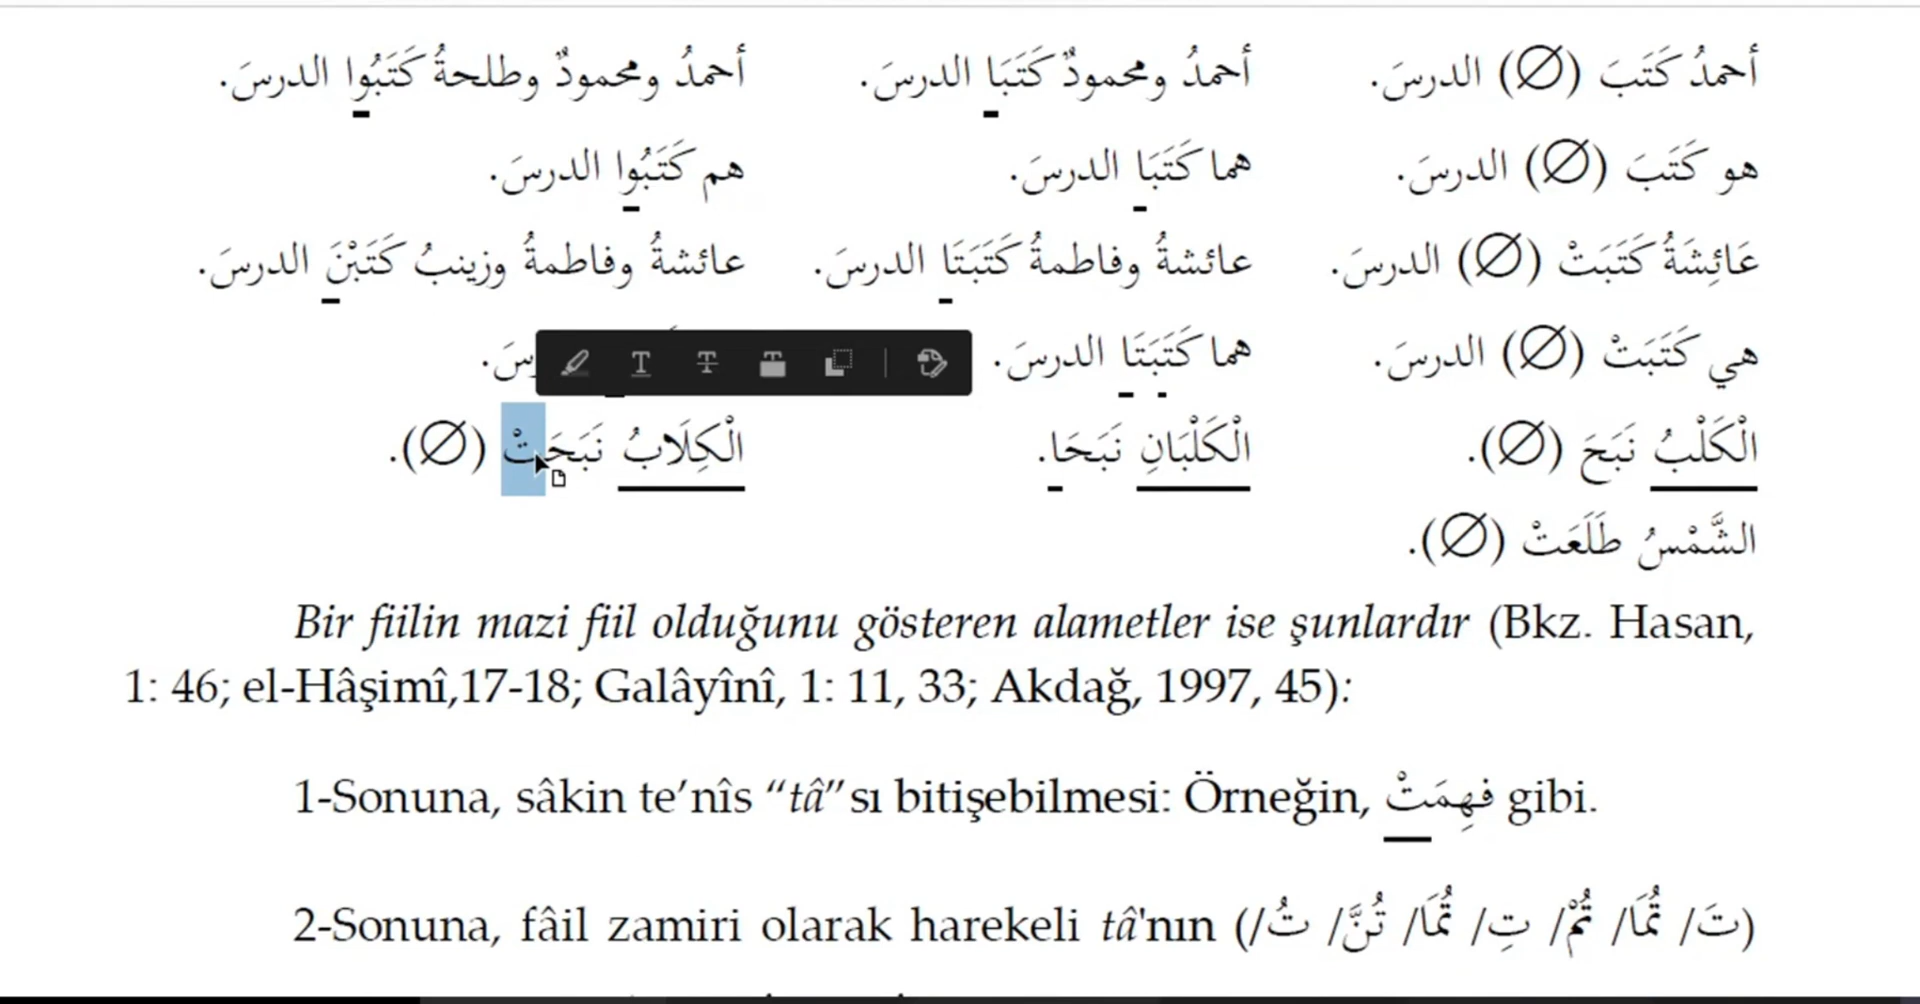 أحمدُ كَتَبَ (∅) الدرسَ. أحمدُ ومحمودٌ كَتَبَا الدرسَ. أحمدُ ومحمودٌ وطلحةُ كَتَبُوا الدرسَ.
هو كَتَبَ (∅) الدرسَ. هما كَتَبَا الدرسَ. هم كَتَبُوا الدرسَ.
عَائِشَةُ كَتَبَتْ (∅) الدرسَ. عائشةُ وفاطمةُ كَتَبَتَا الدرسَ. عائشةُ وفاطمةُ وزينبُ كَتَبْنَ الدرسَ.
هي كَتَبَتْ (∅) الدرسَ. هما كَتَبَتَا الدرسَ.
الْكَلْبُ نَبَحَ (∅). الْكَلْبَانِ نَبَحَا. الْكِلَابُ نَبَحَتْ (∅).
الشَّمْسُ طَلَعَتْ (∅).
Bir fiilin mazi fiil olduğunu gösteren alametler ise şunlardır (Bkz. Hasan,
1: 46; el-Hâşimî,17-18; Galâyînî, 1: 11, 33; Akdağ, 1997, 45):
1-Sonuna, sâkin te’nîs “tâ”sı bitişebilmesi: Örneğin, فَهِمَتْ gibi.
2-Sonuna, fâil zamiri olarak harekeli tâ'nın (تَ/ تُمَا/ تُمْ/ تِ/ تُمَا/ تُنَّ/ تُ/)